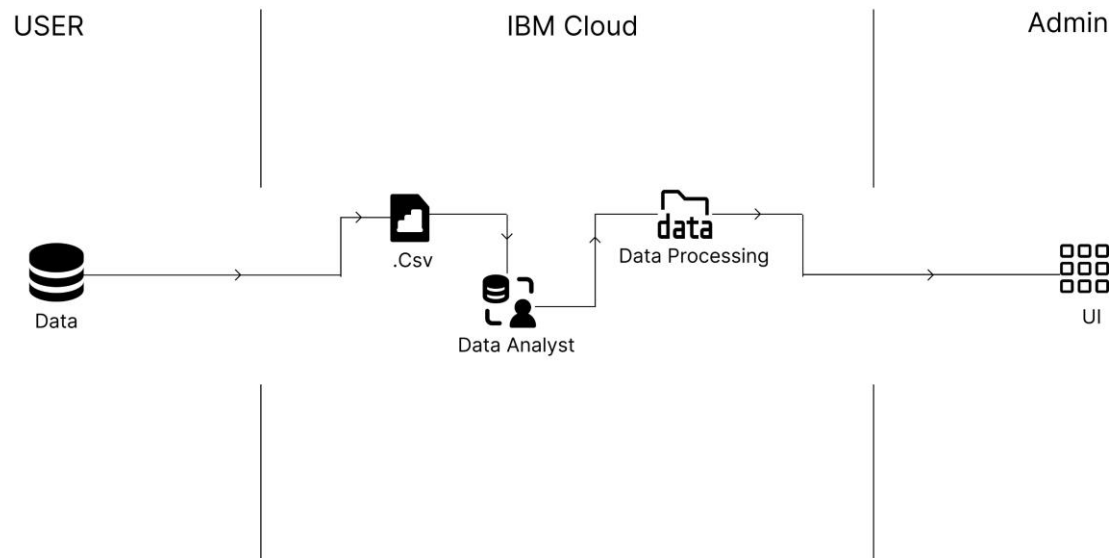 USER
IBM Cloud
Admin
.Csv
data
Data Processing
Data
UI
Data Analyst